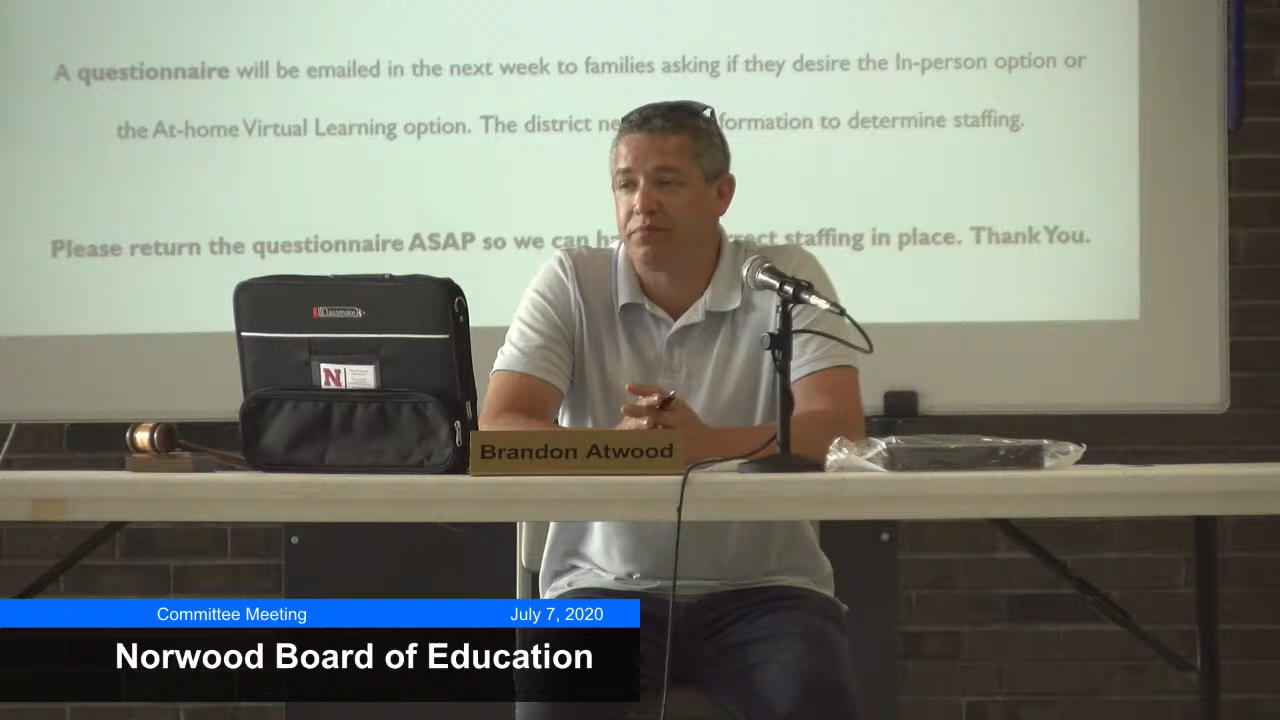 A questionnaire will be emailed in the next week to families asking if they desire the In-person option or
the At-home Virtual Learning option. The district formation to determine staffing.
Please return the questionnaire ASAP so we can staffing in place. Thank You.
Classmate
N
Brandon Atwood
Committee Meeting July 7, 2020
Norwood Board of Education